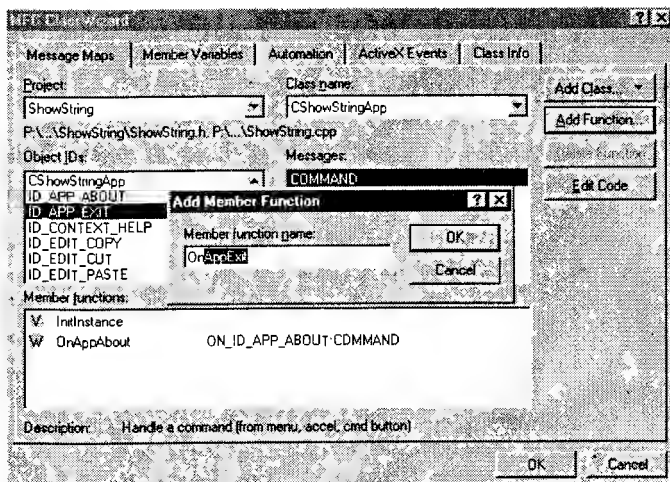 MFC ClassWizard
Message Maps Member Variables Automation ActiveX Events Class Info
Project: Class name:
ShowString CShowStringApp
Add Class...
P:\...\ShowString\ShowString.h, P:\...\ShowString.cpp
Add Function...
Object IDs: Messages:
Delete Function
CShowStringApp COMMAND
Edit Code
ID_APP_ABOUT
ID_APP_EXIT
ID_CONTEXT_HELP
ID_EDIT_COPY
ID_EDIT_CUT
ID_EDIT_PASTE
Add Member Function
Member function name:
OnAppExit
OK
Cancel
Member functions:
V InitInstance
W OnAppAbout ON_ID_APP_ABOUT:COMMAND
Description: Handle a command (from menu, accel, cmd button)
OK Cancel